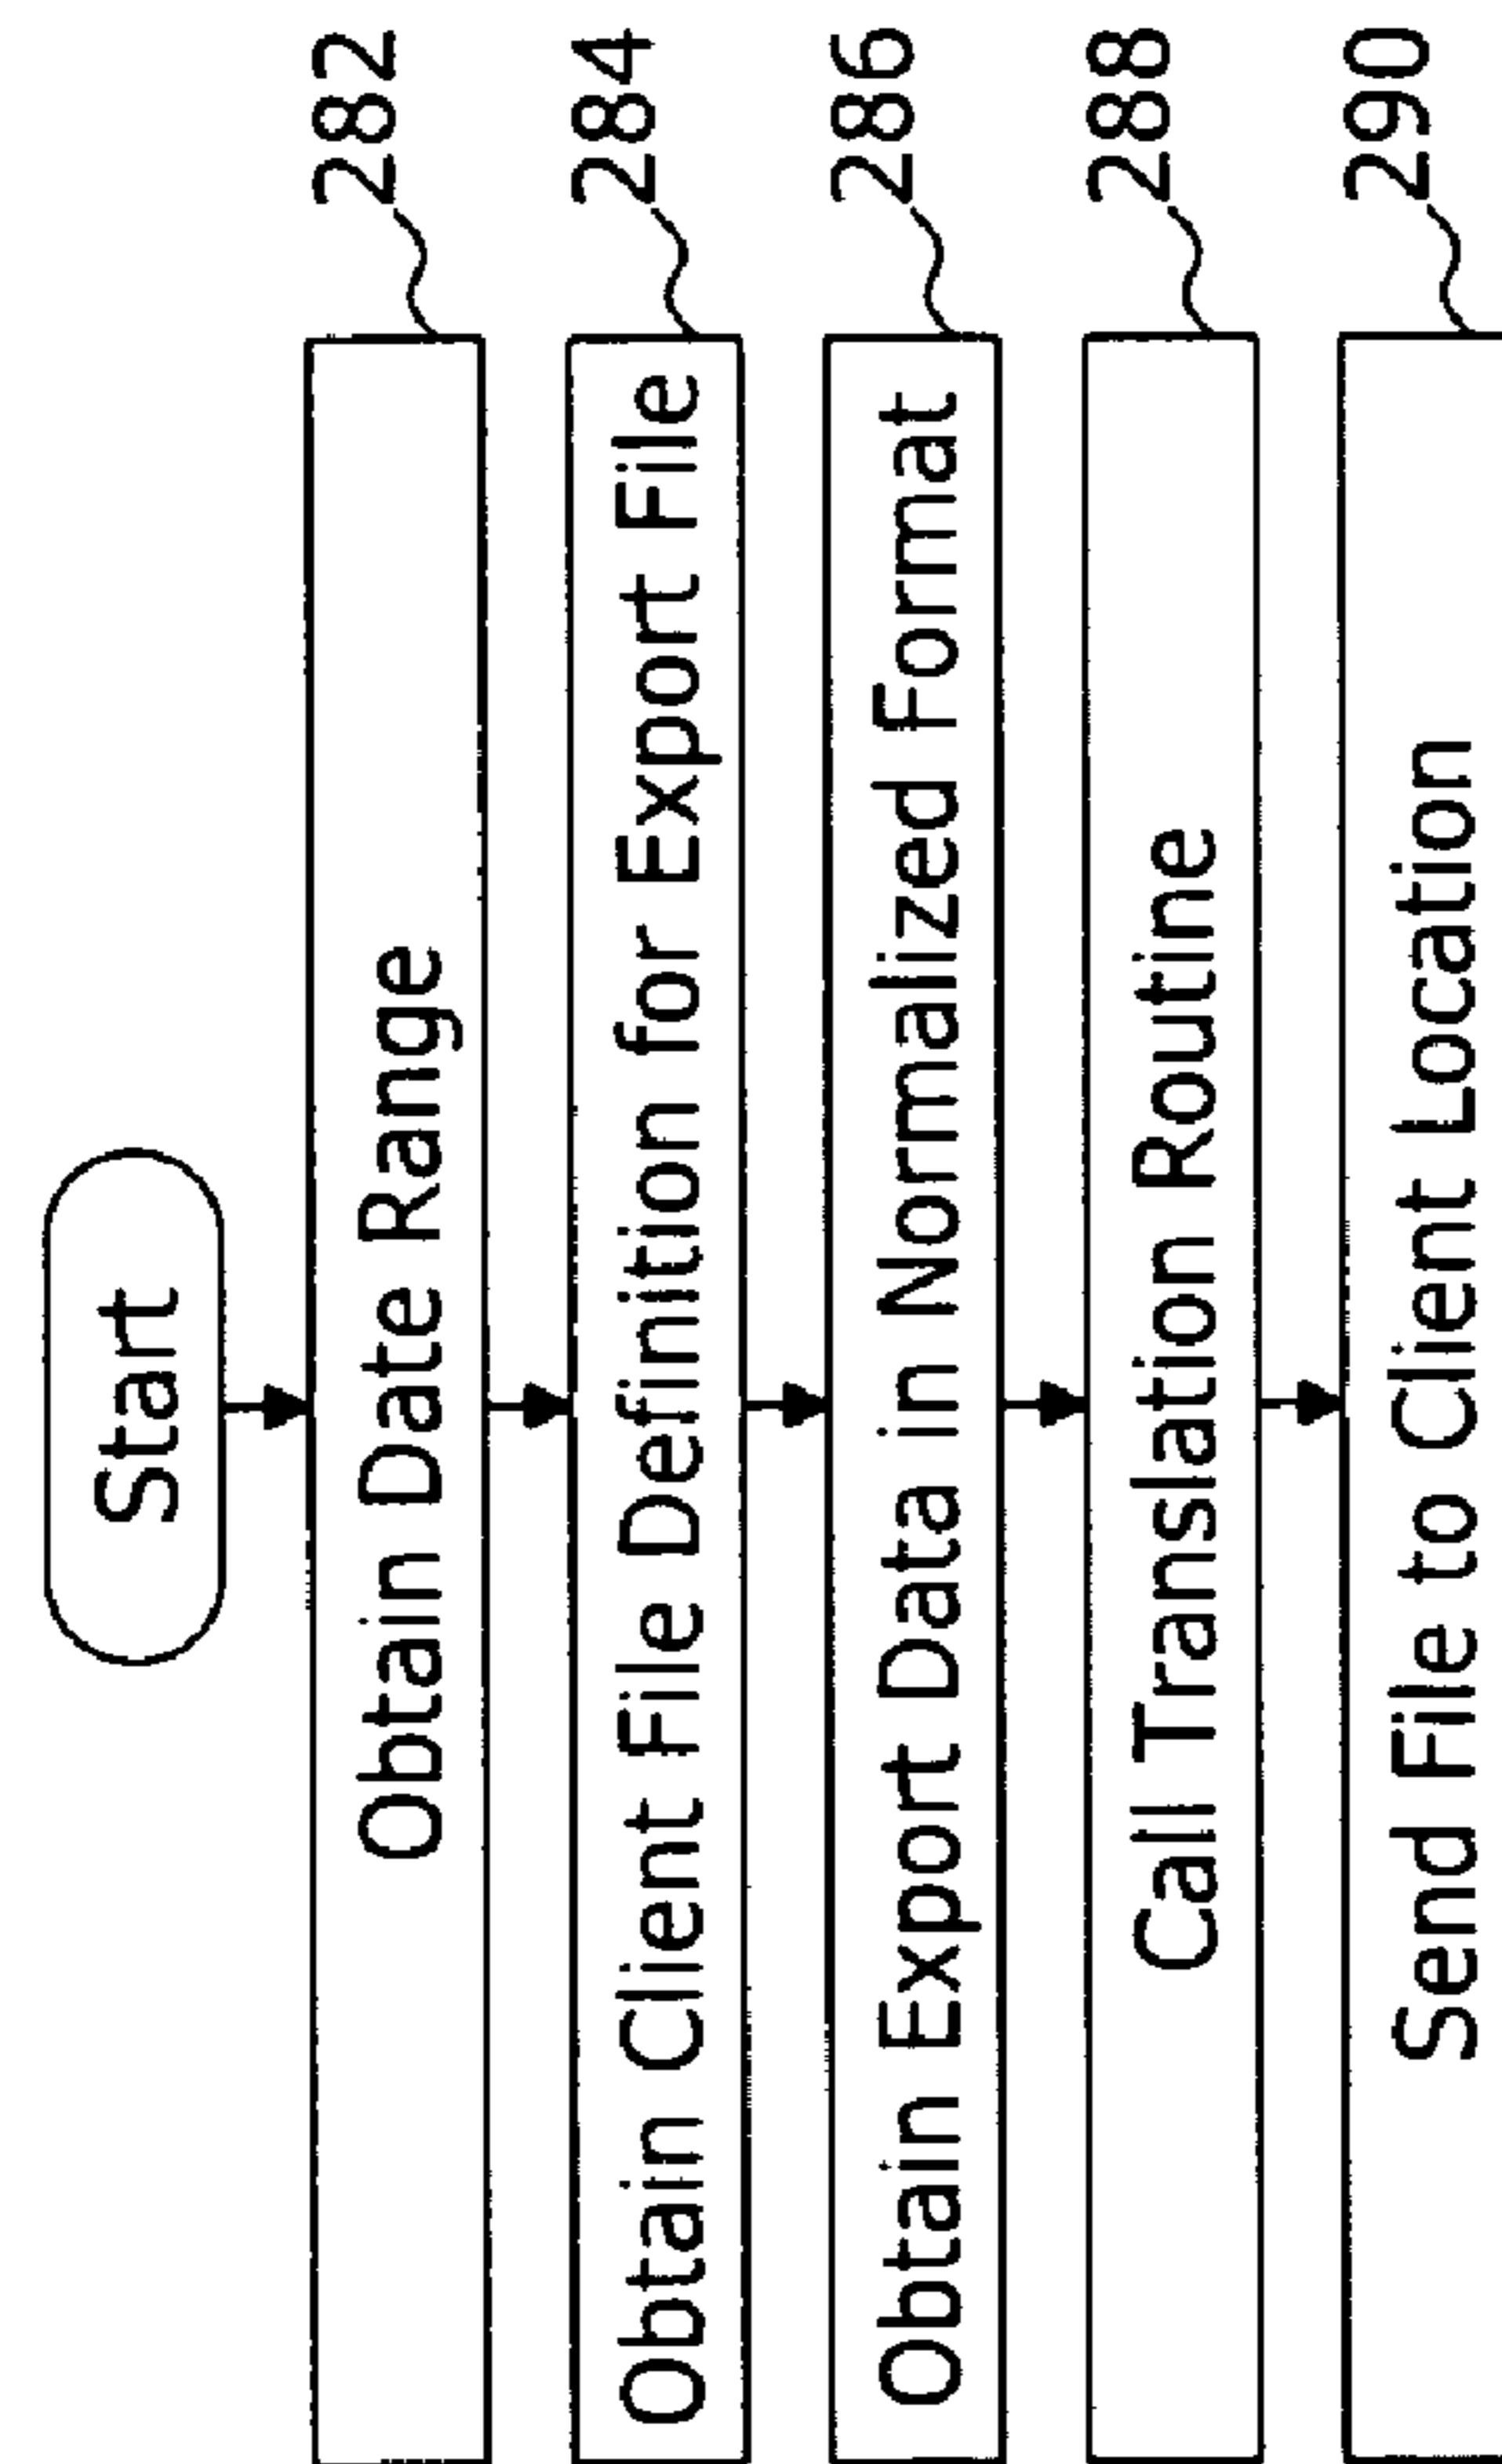 Start
Obtain Date Range
282
Obtain Client File Definition for Export File
284
Obtain Export Data in Normalized Format
286
Call Translation Routine
288
Send File to Client Location
290